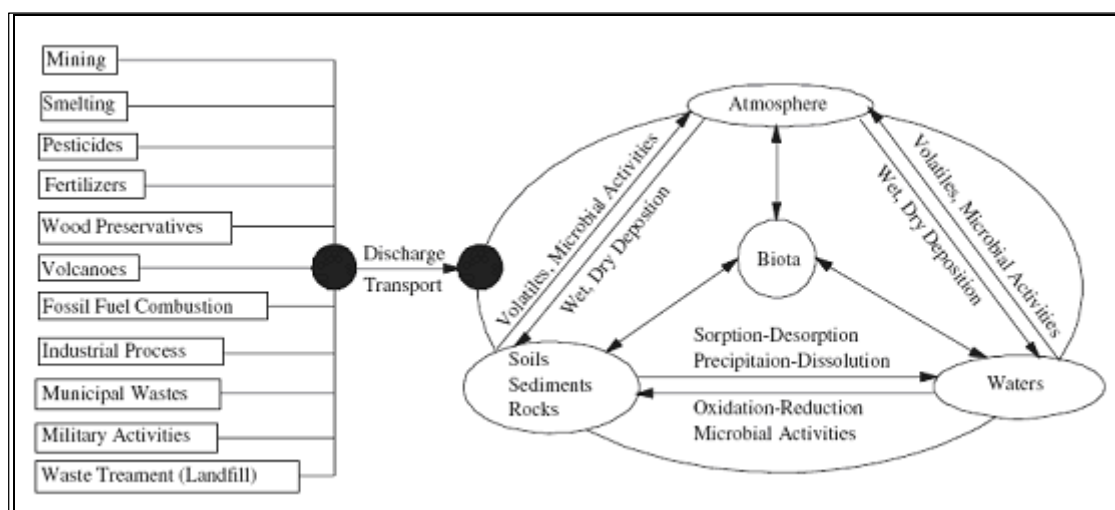 Mining
Smelting
Pesticides
Fertilizers
Wood Preservatives
Volcanoes
Fossil Fuel Combustion
Industrial Process
Municipal Wastes
Military Activities
Waste Treament (Landfill)
Discharge
Transport
Atmosphere
Volatiles, Microbial Activities
Wet, Dry Depostion
Volatiles, Microbial Activities
Wet, Dry Deposition
Biota
Soils
Sediments
Rocks
Sorption-Desorption
Precipitaion-Dissolution
Oxidation-Reduction
Microbial Activities
Waters